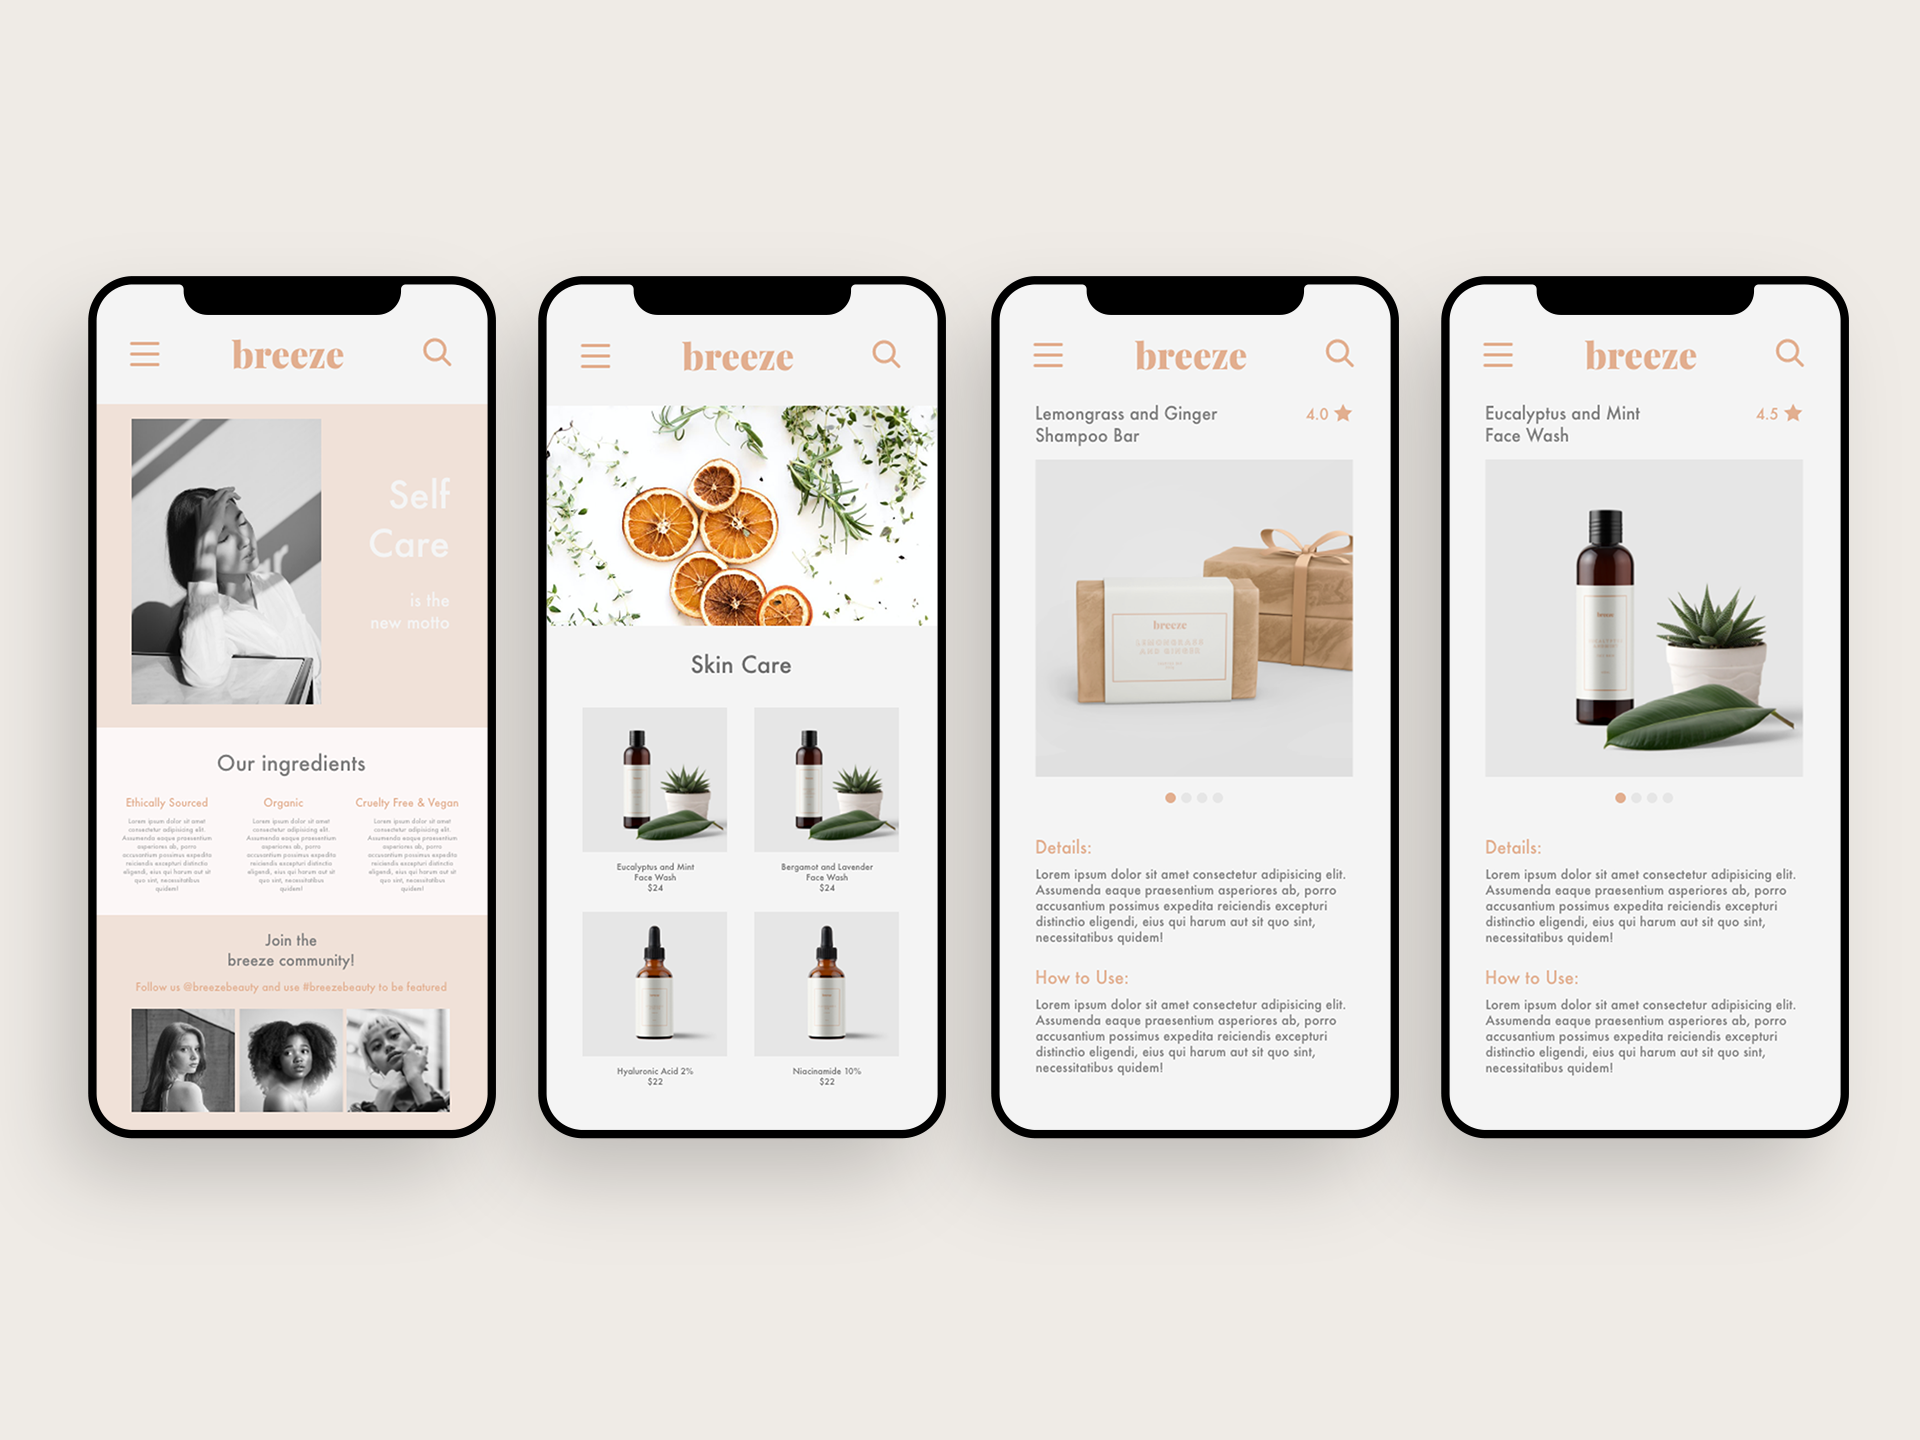 breeze
Self
Care
is the
new motto
Our ingredients
Ethically Sourced
Lorem ipsum dolor sit amet
consectetur adipisicing elit.
Assumenda eaque praesentium
asperiores ab, porro
accusantium possimus expedita
reiciendis excepturi distinctio
eligendi, eius qui harum aut sit
quo sint, necessitatibus
quidem!
Organic
Lorem ipsum dolor sit amet
consectetur adipisicing elit.
Assumenda eaque praesentium
asperiores ab, porro
accusantium possimus expedita
reiciendis excepturi distinctio
eligendi, eius qui harum aut sit
quo sint, necessitatibus
quidem!
Cruelty Free & Vegan
Lorem ipsum dolor sit amet
consectetur adipisicing elit.
Assumenda eaque praesentium
asperiores ab, porro
accusantium possimus expedita
reiciendis excepturi distinctio
eligendi, eius qui harum aut sit
quo sint, necessitatibus
quidem!
Join the
breeze community!
Follow us @breezebeauty and use #breezebeauty to be featured
breeze
Skin Care
Eucalyptus and Mint
Face Wash
$24
Bergamot and Lavender
Face Wash
$24
Hyaluronic Acid 2%
$22
Niacinamide 10%
$22
breeze
Lemongrass and Ginger
Shampoo Bar
4.0
breeze
LEMONGRASS
AND GINGER
Details:
Lorem ipsum dolor sit amet consectetur adipisicing elit.
Assumenda eaque praesentium asperiores ab, porro
accusantium possimus expedita reiciendis excepturi
distinctio eligendi, eius qui harum aut sit quo sint,
necessitatibus quidem!
How to Use:
Lorem ipsum dolor sit amet consectetur adipisicing elit.
Assumenda eaque praesentium asperiores ab, porro
accusantium possimus expedita reiciendis excepturi
distinctio eligendi, eius qui harum aut sit quo sint,
necessitatibus quidem!
breeze
Eucalyptus and Mint
Face Wash
4.5
breeze
Details:
Lorem ipsum dolor sit amet consectetur adipisicing elit.
Assumenda eaque praesentium asperiores ab, porro
accusantium possimus expedita reiciendis excepturi
distinctio eligendi, eius qui harum aut sit quo sint,
necessitatibus quidem!
How to Use:
Lorem ipsum dolor sit amet consectetur adipisicing elit.
Assumenda eaque praesentium asperiores ab, porro
accusantium possimus expedita reiciendis excepturi
distinctio eligendi, eius qui harum aut sit quo sint,
necessitatibus quidem!